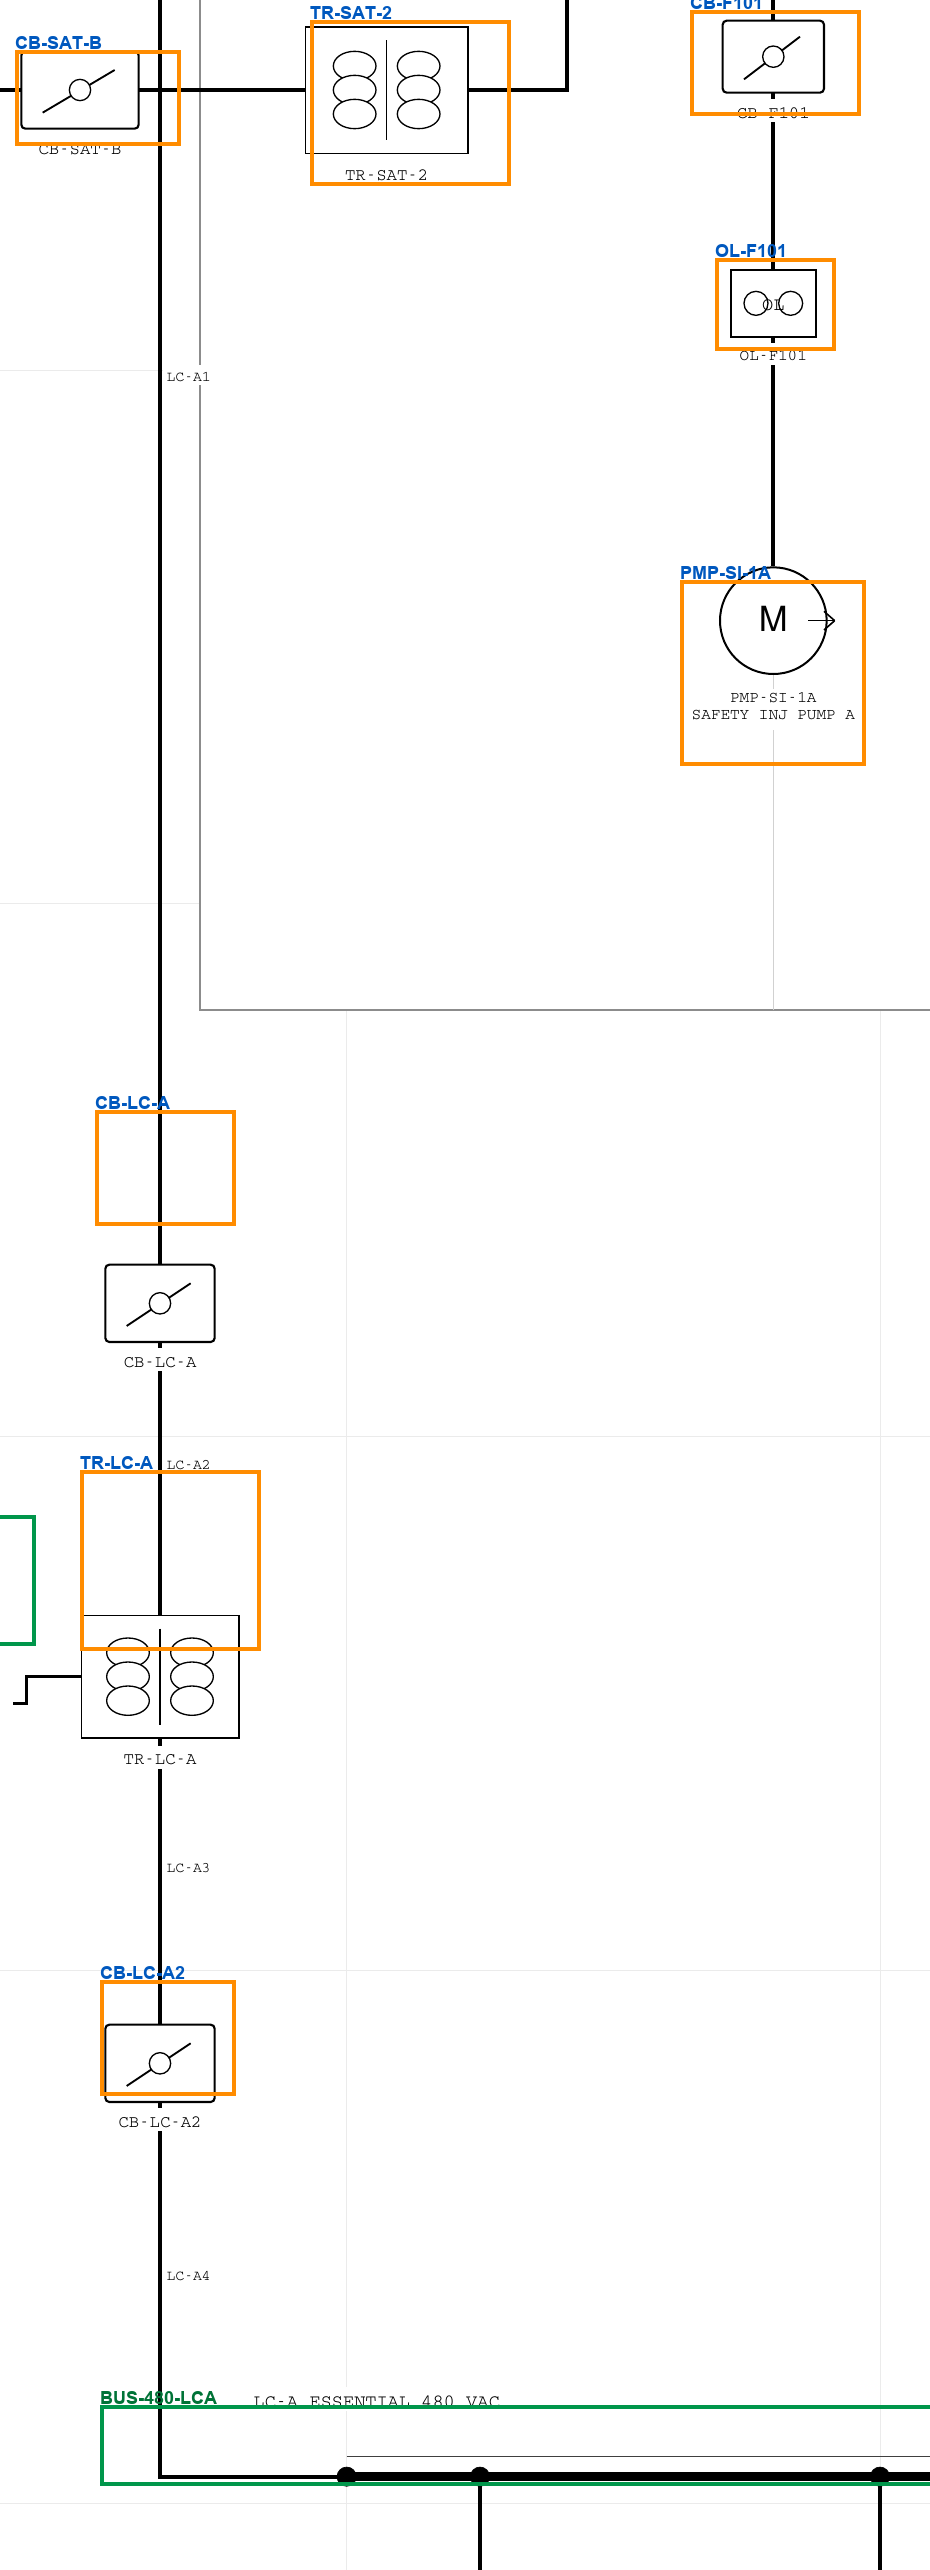 CB-F101
TR-SAT-2
CB-SAT-B
CB-F101
CB-SAT-B
TR-SAT-2
OL-F101
OL
OL-F101
LC-A1
PMP-SI-1A
M
PMP-SI-1A
SAFETY INJ PUMP A
CB-LC-A
CB-LC-A
TR-LC-A
LC-A2
TR-LC-A
LC-A3
CB-LC-A2
CB-LC-A2
LC-A4
BUS-480-LCA
LC-A ESSENTIAL 480 VAC